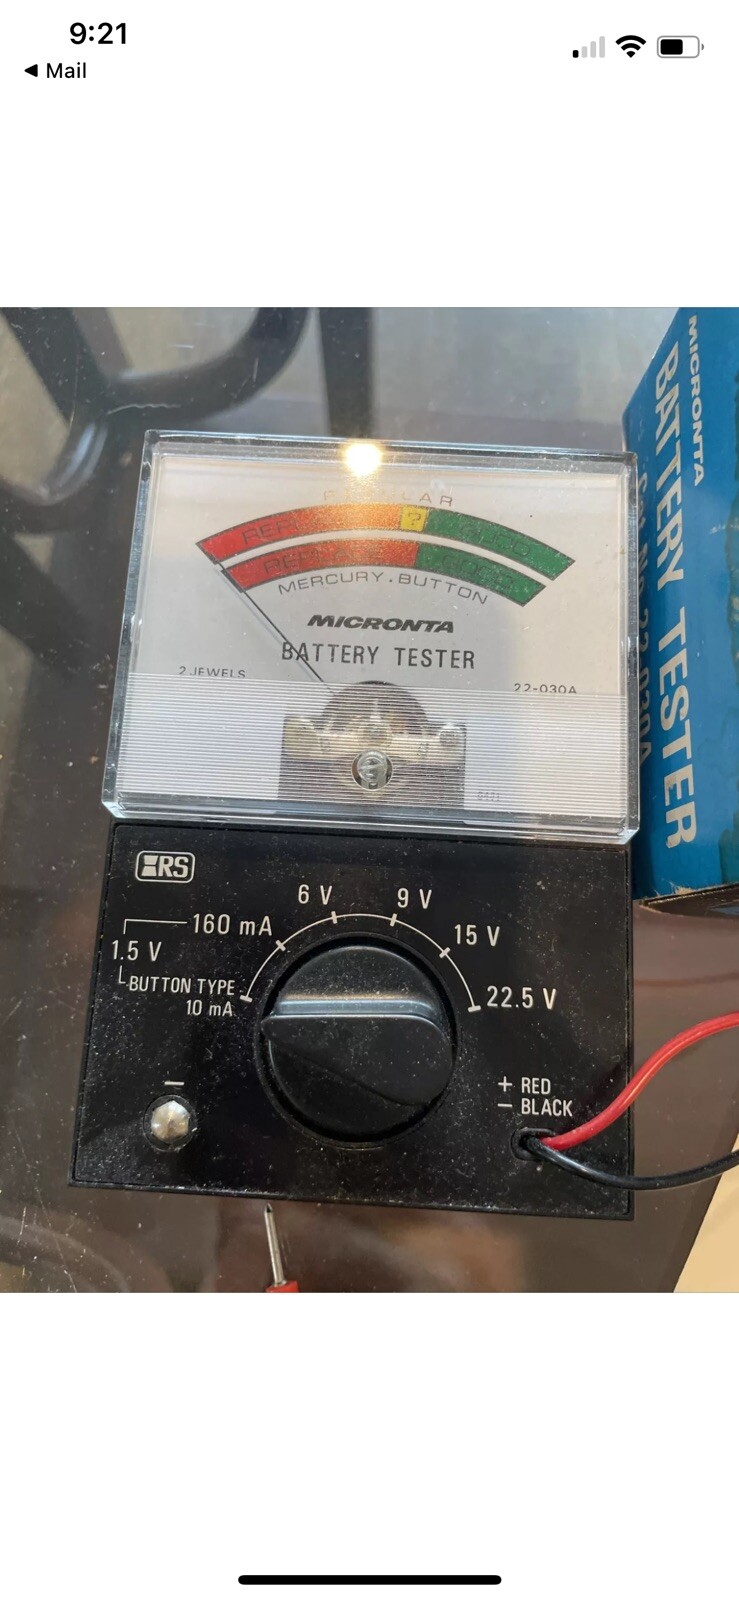 9:21
Mail
REGULAR
REPLACE ? GOOD
REPLACE GOOD
MERCURY . BUTTON
MICRONTA
BATTERY TESTER
2 JEWELS
22-030A
RS
6 V
9 V
160 mA
15 V
1.5 V
BUTTON TYPE
10 mA
22.5 V
−
+ RED
− BLACK
MICRONTA
BATTERY TESTER